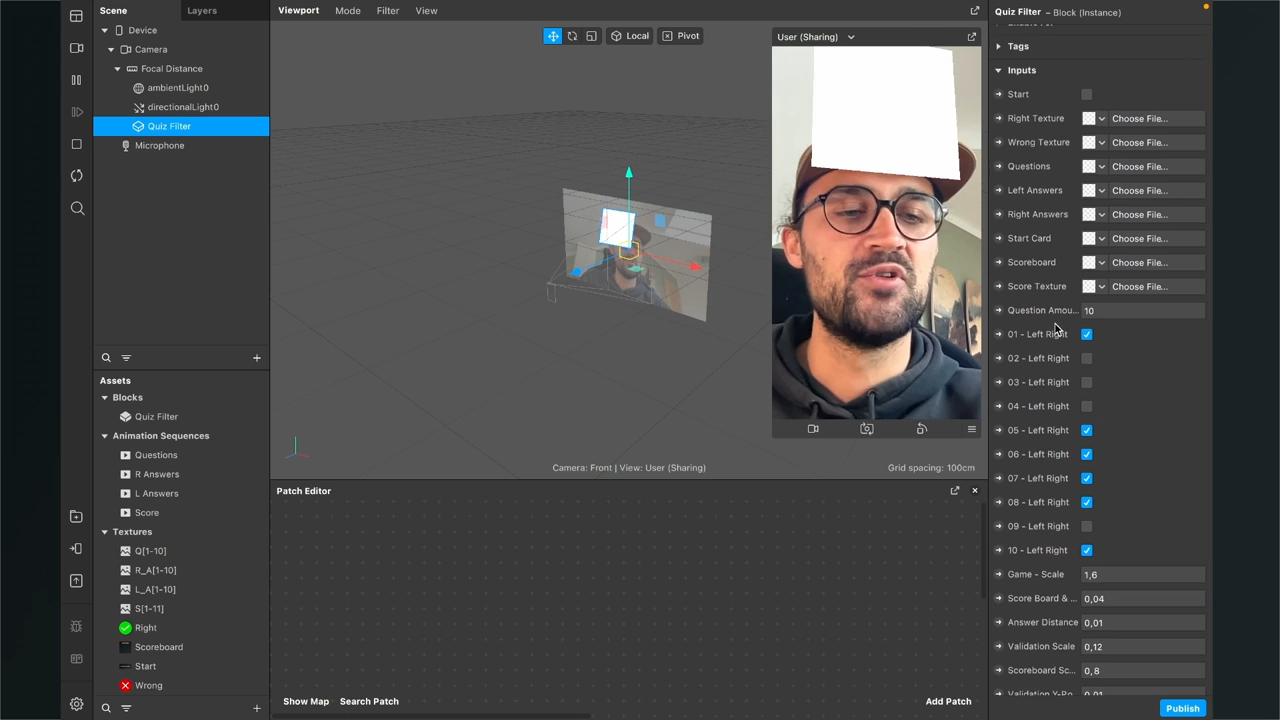 Scene
Layers
Device
Camera
Focal Distance
ambientLight0
directionalLight0
Quiz Filter
Microphone
Assets
Blocks
Quiz Filter
Animation Sequences
Questions
R Answers
L Answers
Score
Textures
Q[1-10]
R_A[1-10]
L_A[1-10]
S[1-11]
Right
Scoreboard
Start
Wrong
Viewport
Mode
Filter
View
Local
Pivot
User (Sharing)
Camera: Front | View: User (Sharing)
Grid spacing: 100cm
Patch Editor
Show Map
Search Patch
Add Patch
Quiz Filter – Block (Instance)
Tags
Inputs
Start
Right Texture Choose File...
Wrong Texture Choose File...
Questions Choose File...
Left Answers Choose File...
Right Answers Choose File...
Start Card Choose File...
Scoreboard Choose File...
Score Texture Choose File...
Question Amou... 10
01 - Left Right
02 - Left Right
03 - Left Right
04 - Left Right
05 - Left Right
06 - Left Right
07 - Left Right
08 - Left Right
09 - Left Right
10 - Left Right
Game - Scale 1,6
Score Board & ... 0,04
Answer Distance 0,01
Validation Scale 0,12
Scoreboard Sc... 0,8
Validation Y-Po... 0,01
Publish